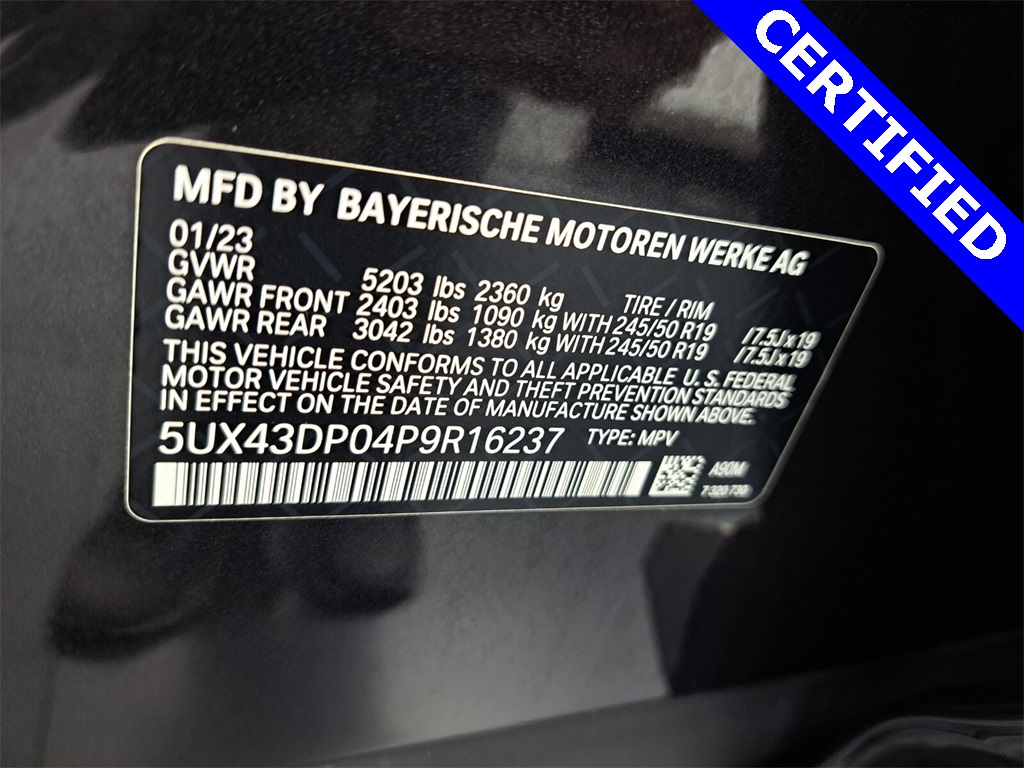 CERTIFIED
MFD BY BAYERISCHE MOTOREN WERKE AG
01/23
GVWR 5203 lbs 2360 kg TIRE / RIM
GAWR FRONT 2403 lbs 1090 kg WITH 245/50 R19 /7.5Jx19
GAWR REAR 3042 lbs 1380 kg WITH 245/50 R19 /7.5Jx19
THIS VEHICLE CONFORMS TO ALL APPLICABLE U.S. FEDERAL
MOTOR VEHICLE SAFETY AND THEFT PREVENTION STANDARDS
IN EFFECT ON THE DATE OF MANUFACTURE SHOWN ABOVE.
5UX43DP04P9R16237 TYPE: MPV
A90M